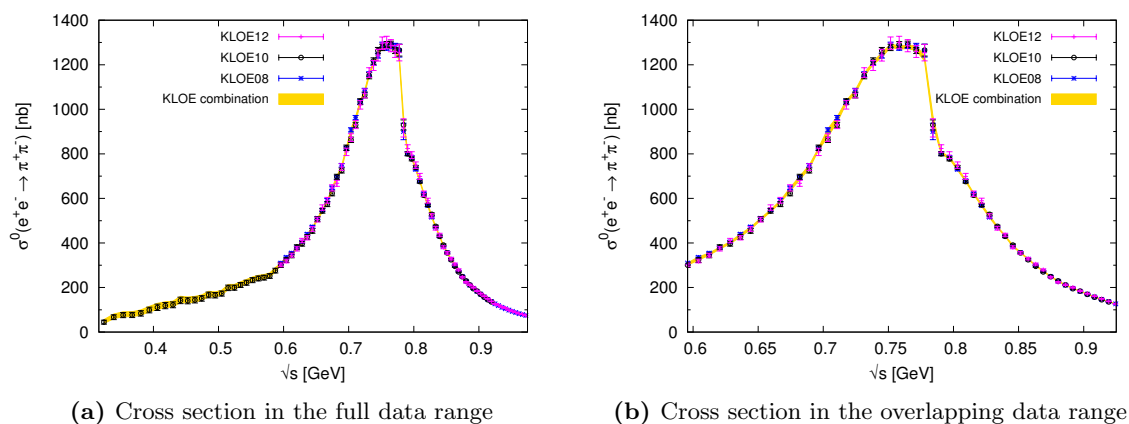 1400
1200
1000
800
600
400
200
0
σ⁰(e⁺e⁻ → π⁺π⁻) [nb]
KLOE12
KLOE10
KLOE08
KLOE combination
0.4 0.5 0.6 0.7 0.8 0.9
√s [GeV]
(a) Cross section in the full data range
1400
1200
1000
800
600
400
200
0
σ⁰(e⁺e⁻ → π⁺π⁻) [nb]
KLOE12
KLOE10
KLOE08
KLOE combination
0.6 0.65 0.7 0.75 0.8 0.85 0.9
√s [GeV]
(b) Cross section in the overlapping data range